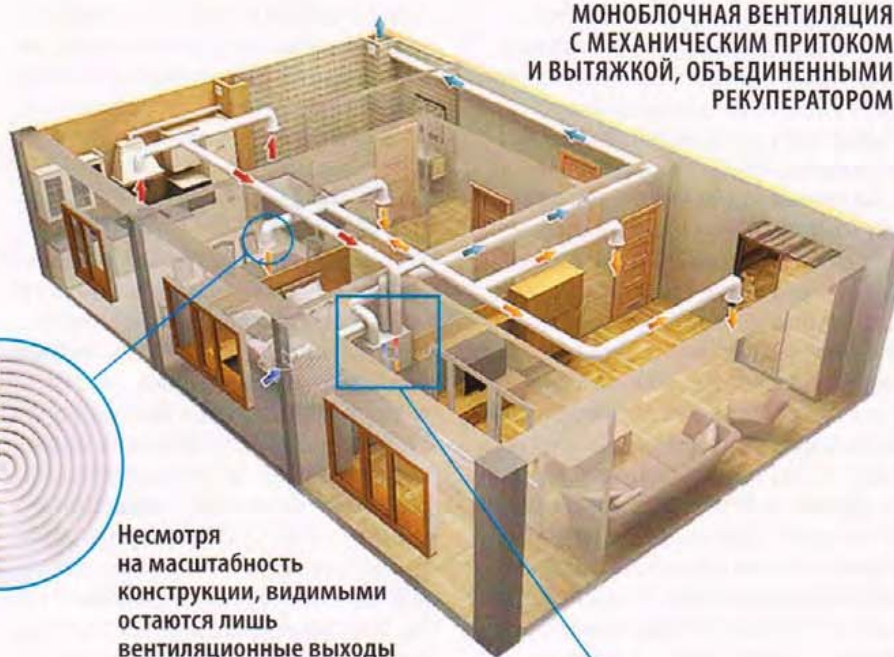 МОНОБЛОЧНАЯ ВЕНТИЛЯЦИЯ
С МЕХАНИЧЕСКИМ ПРИТОКОМ
И ВЫТЯЖКОЙ, ОБЪЕДИНЕННЫМИ
РЕКУПЕРАТОРОМ
Несмотря
на масштабность
конструкции, видимыми
остаются лишь
вентиляционные выходы